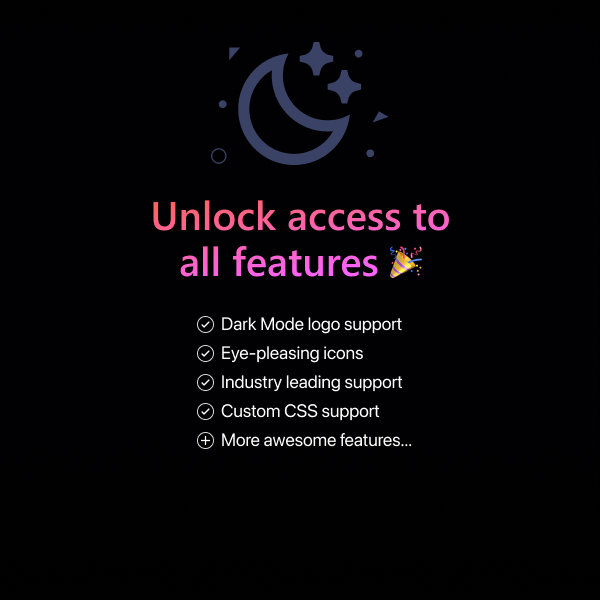 Unlock access to
all features 🎉
Dark Mode logo support
Eye-pleasing icons
Industry leading support
Custom CSS support
More awesome features...